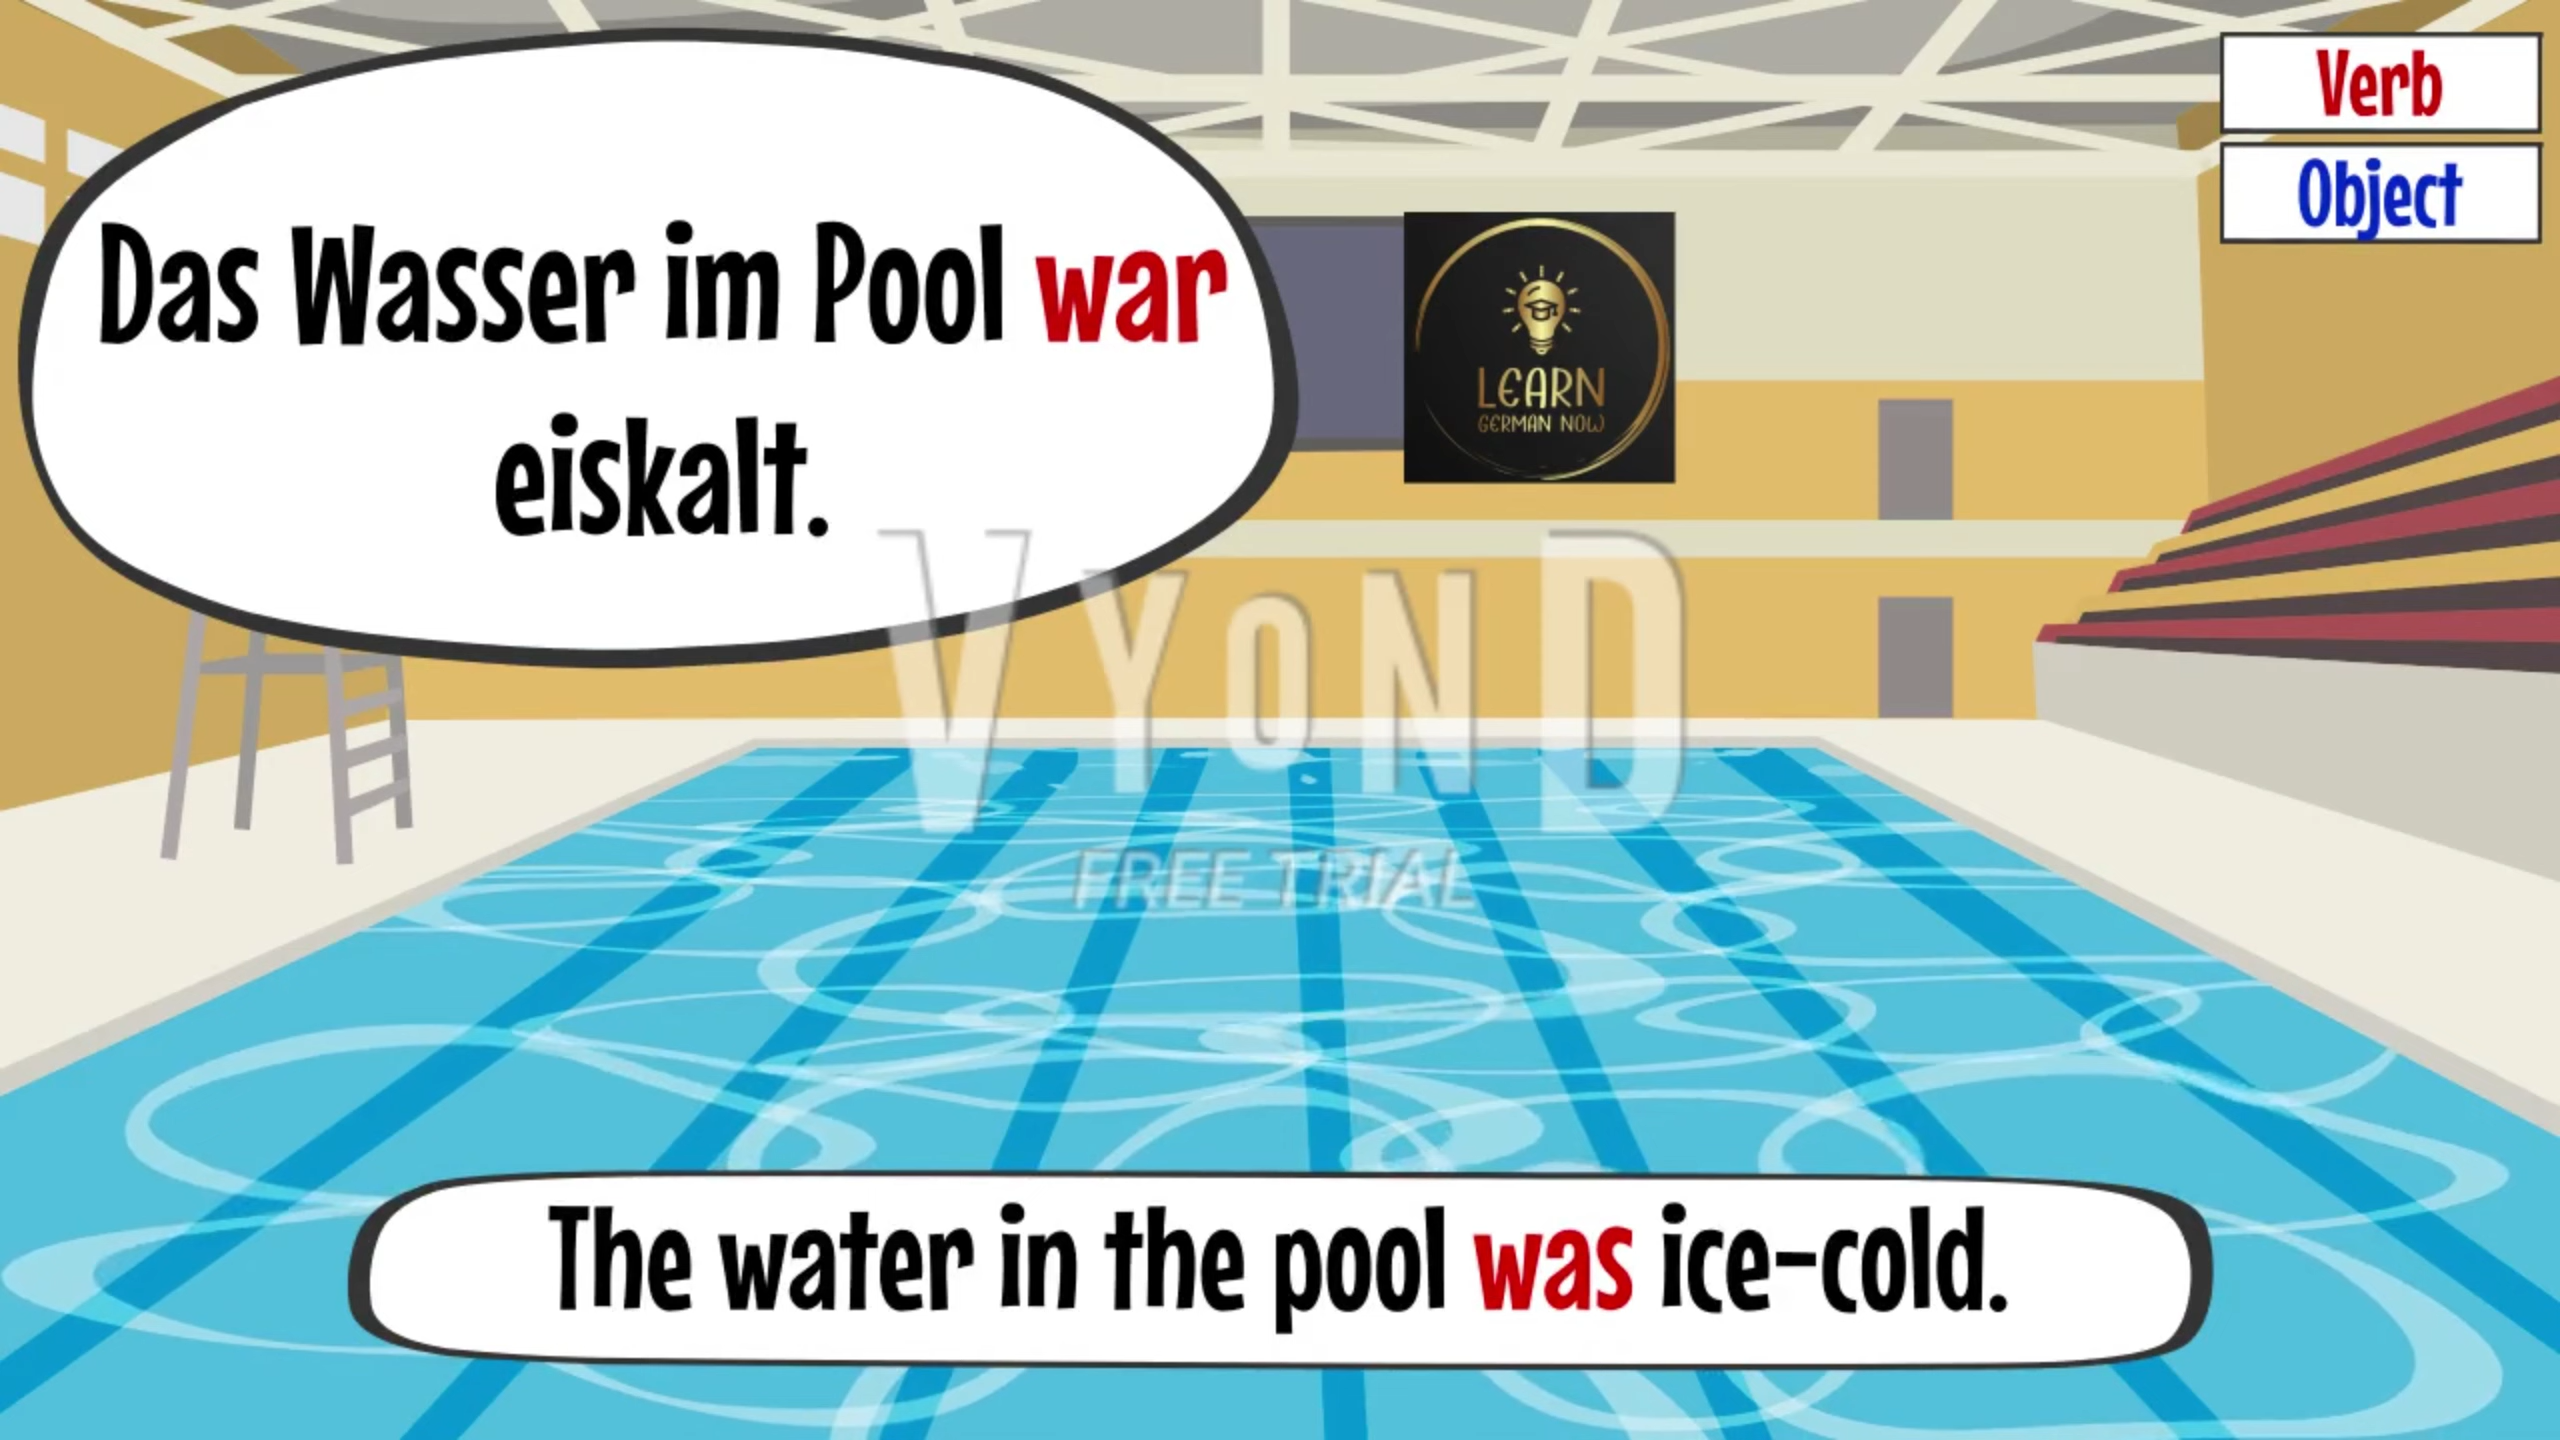 Das Wasser im Pool war
eiskalt.
Verb
Object
LEARN
GERMAN NOW
VYOND
FREE TRIAL
The water in the pool was ice-cold.